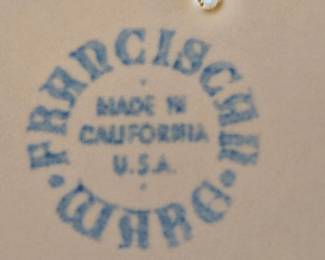 FRANCISCAN
MADE IN
CALIFORNIA
U.S.A.
WARE